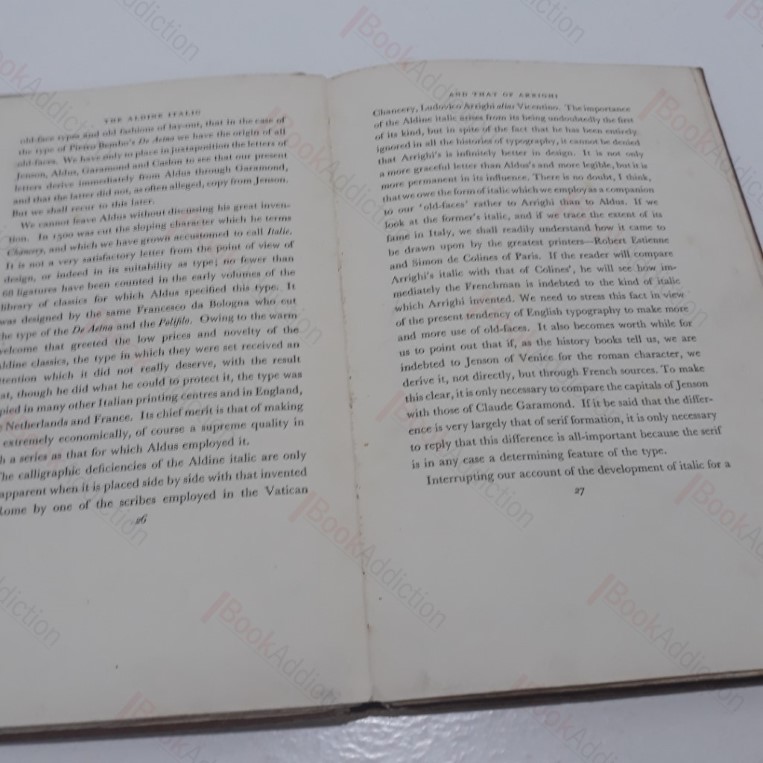 THE ALDINE ITALIC
old-face types and old fashions of lay-out, that in the case of
the type of Pietro Bembo's De Aetna we have the origin of all
old-faces. We have only to place in juxtaposition the letters of
Jenson, Aldus, Garamond and Caslon to see that our present
letters derive immediately from Aldus through Garamond,
and that the latter did not, as often alleged, copy from Jenson.
But we shall recur to this later.
We cannot leave Aldus without discussing his great inven-
tion. In 1500 was cut the sloping character which he terms
Chancery, and which we have grown accustomed to call Italic.
It is not a very satisfactory letter from the point of view of
design, or indeed in its suitability as type; no fewer than
68 ligatures have been counted in the early volumes of the
library of classics for which Aldus specified this type. It
was designed by the same Francesco da Bologna who cut
the type of the De Aetna and the Polifilo. Owing to the warm
welcome that greeted the low prices and novelty of the
Aldine classics, the type in which they were set received an
ttention which it did not really deserve, with the result
at, though he did what he could to protect it, the type was
pied in many other Italian printing centres and in England,
e Netherlands and France. Its chief merit is that of making
extremely economically, of course a supreme quality in
h a series as that for which Aldus employed it.
The calligraphic deficiencies of the Aldine italic are only
apparent when it is placed side by side with that invented
Rome by one of the scribes employed in the Vatican
26
AND THAT OF ARRIGHI
Chancery, Ludovico Arrighi alias Vicentino. The importance
of the Aldine italic arises from its being undoubtedly the first
of its kind, but in spite of the fact that he has been entirely
ignored in all the histories of typography, it cannot be denied
that Arrighi's is infinitely better in design. It is not only
a more graceful letter than Aldus's and more legible, but it is
more permanent in its influence. There is no doubt, I think,
that we owe the form of italic which we employ as a companion
to our 'old-faces' rather to Arrighi than to Aldus. If we
look at the former's italic, and if we trace the extent of its
fame in Italy, we shall readily understand how it came to
be drawn upon by the greatest printers—Robert Estienne
and Simon de Colines of Paris. If the reader will compare
Arrighi's italic with that of Colines', he will see how im-
mediately the Frenchman is indebted to the kind of italic
which Arrighi invented. We need to stress this fact in view
of the present tendency of English typography to make more
and more use of old-faces. It also becomes worth while for
us to point out that if, as the history books tell us, we are
indebted to Jenson of Venice for the roman character, we
derive it, not directly, but through French sources. To make
this clear, it is only necessary to compare the capitals of Jenson
with those of Claude Garamond. If it be said that the differ-
ence is very largely that of serif formation, it is only necessary
to reply that this difference is all-important because the serif
is in any case a determining feature of the type.
Interrupting our account of the development of italic for a
27
BookAddiction